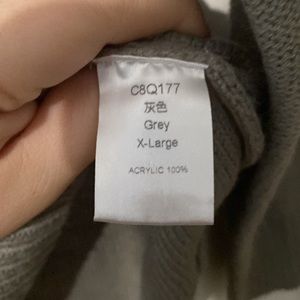 C8Q177
灰色
Grey
X-Large
ACRYLIC 100%